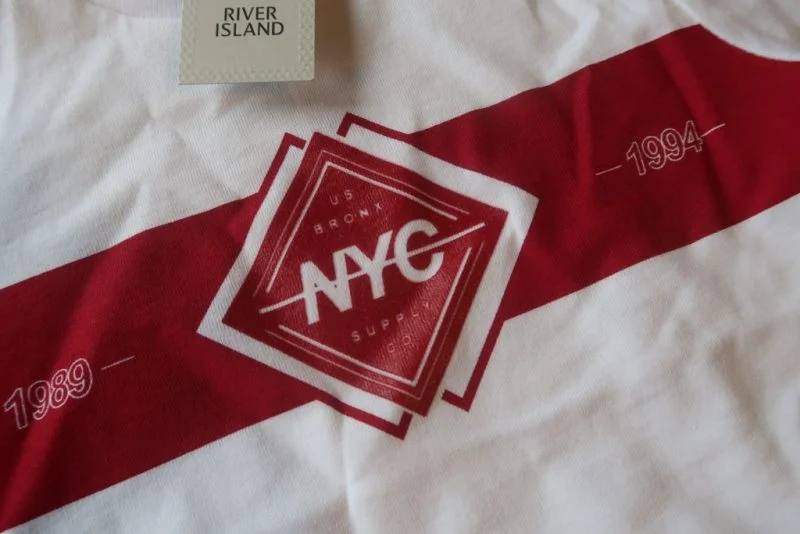 RIVER
ISLAND
1994
US
BRONX
NYC
SUPPLY
CO.
1989